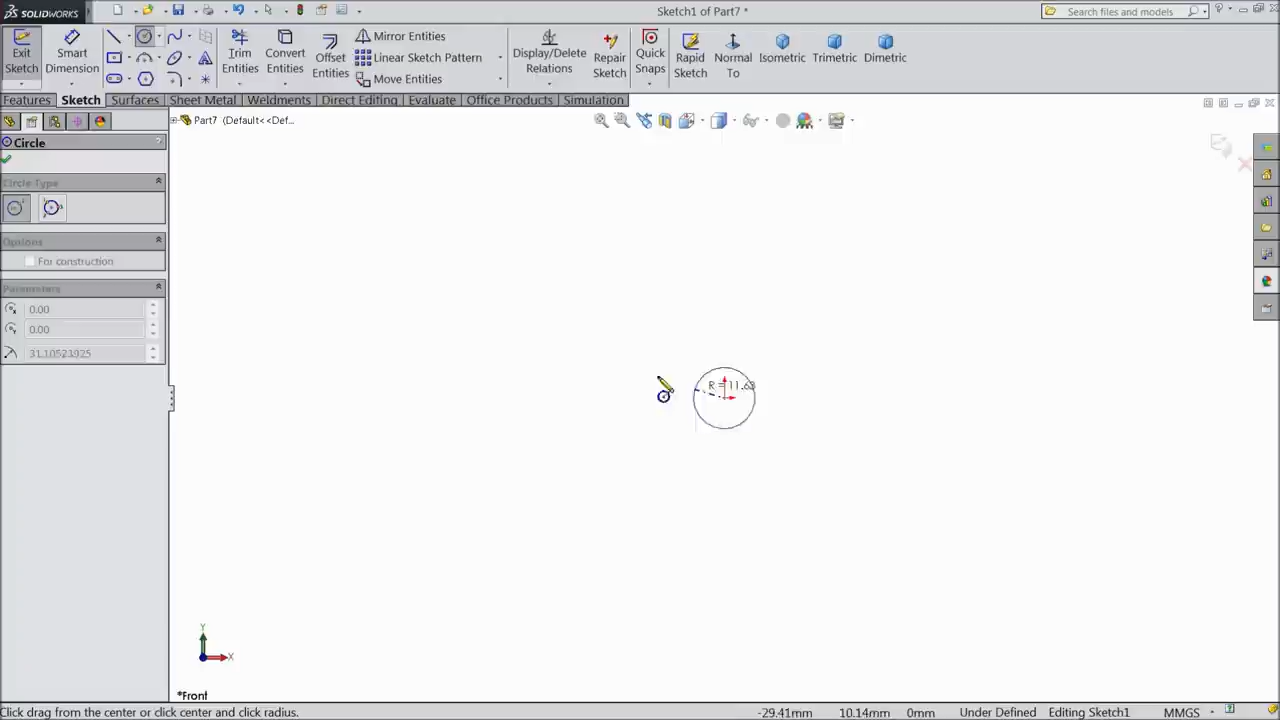 SOLIDWORKS
Sketch1 of Part7 *
Search files and models
Exit Sketch
Smart Dimension
Trim Entities
Convert Entities
Offset Entities
Mirror Entities
Linear Sketch Pattern
Move Entities
Display/Delete Relations
Repair Sketch
Quick Snaps
Rapid Sketch
Normal To
Isometric
Trimetric
Dimetric
Features
Sketch
Surfaces
Sheet Metal
Weldments
Direct Editing
Evaluate
Office Products
Simulation
Part7 (Default<<Def...
Circle
?
Circle Type
Options
For construction
Parameters
0.00
0.00
31.10523925
R = 11.63
Y
X
*Front
Click drag from the center or click center and click radius.
-29.41mm
10.14mm
0mm
Under Defined
Editing Sketch1
MMGS